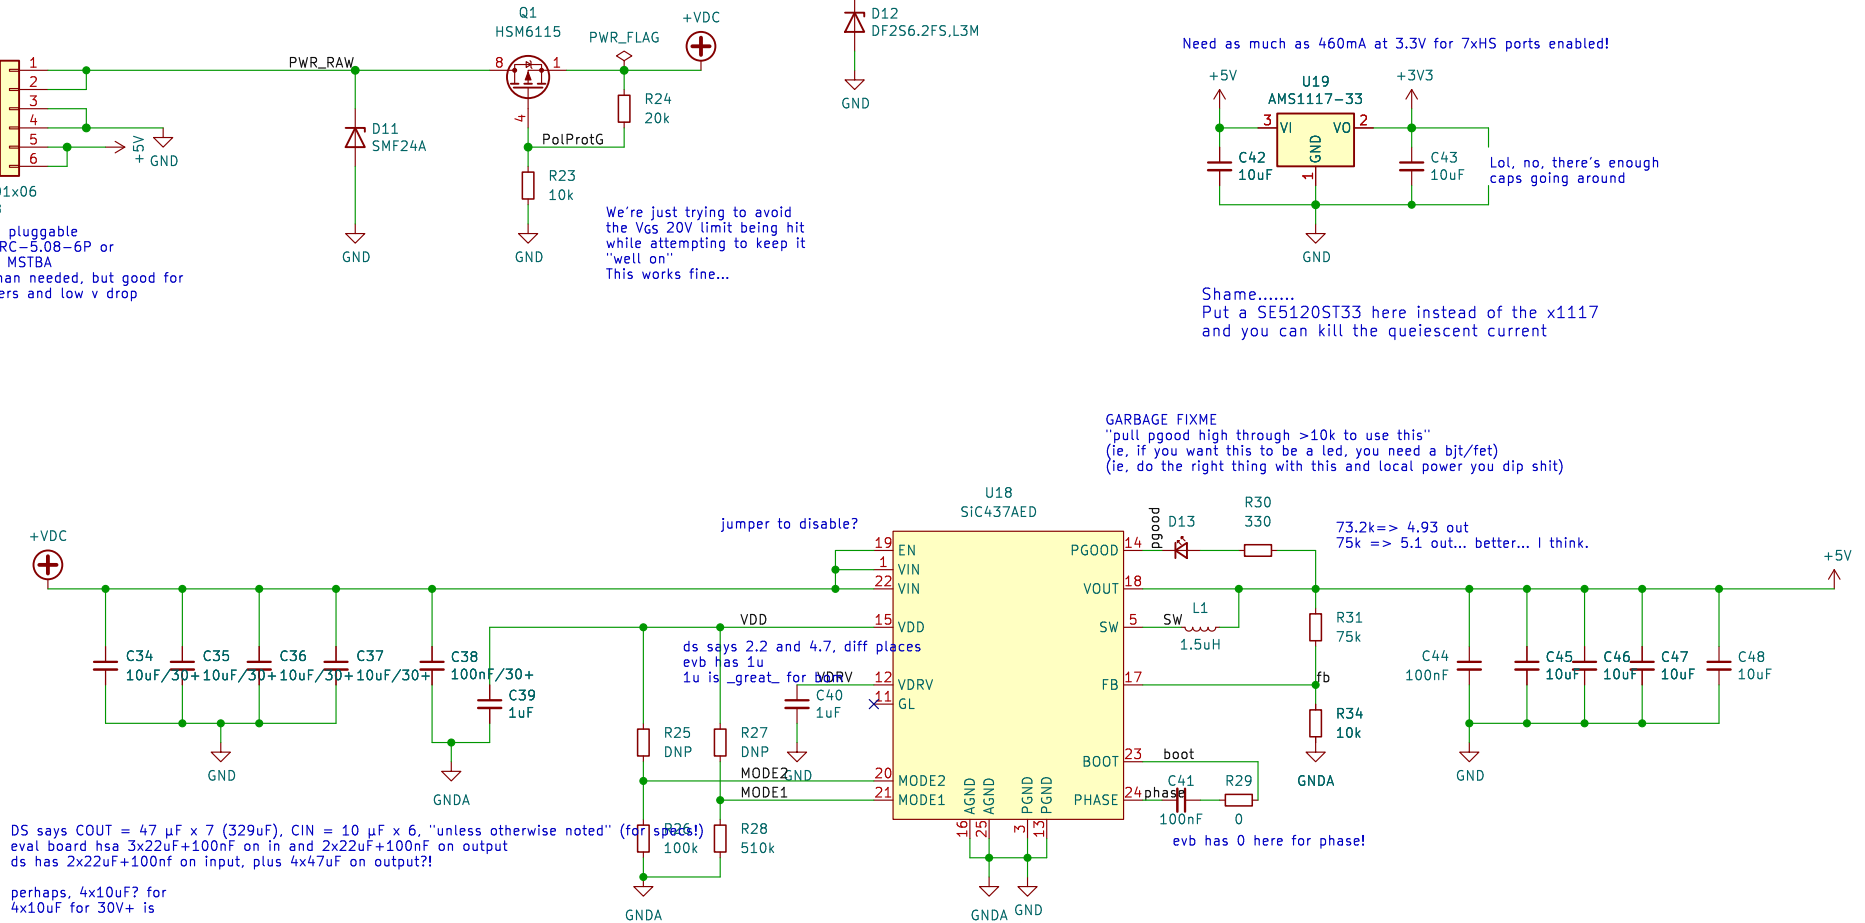 Q1
HSM6115
PWR_FLAG
+VDC
D12
DF2S6.2FS,L3M
GND
PWR_RAW
8
1
4
R24
20k
PolProtG
R23
10k
GND
D11
SMF24A
GND
1
2
3
4
5
6
GND
+5V
01x06
pluggable
RC-5.08-6P or
MSTBA
than needed, but good for
ers and low v drop
We're just trying to avoid
the VGS 20V limit being hit
while attempting to keep it
"well on"
This works fine...
Need as much as 460mA at 3.3V for 7xHS ports enabled!
+5V
U19
AMS1117-33
+3V3
3
VI
VO
2
GND
1
C42
10uF
C43
10uF
Lol, no, there's enough
caps going around
GND
Shame.......
Put a SE5120ST33 here instead of the x1117
and you can kill the queiescent current
GARBAGE FIXME
"pull pgood high through >10k to use this"
(ie, if you want this to be a led, you need a bjt/fet)
(ie, do the right thing with this and local power you dip shit)
U18
SiC437AED
jumper to disable?
pgood
D13
R30
330
73.2k=> 4.93 out
75k => 5.1 out... better... I think.
+VDC
+5V
19
EN
1
VIN
22
VIN
15
VDD
12
VDRV
11
GL
20
MODE2
21
MODE1
PGOOD
14
VOUT
18
SW
5
FB
17
BOOT
23
PHASE
24
AGND
AGND
PGND
PGND
16
25
3
13
GNDA
GND
VDD
ds says 2.2 and 4.7, diff places
evb has 1u
1u is _great_ for bom
VDRV
C40
1uF
GND
SW
L1
1.5uH
R31
75k
fb
R34
10k
GNDA
boot
phase
C41
100nF
R29
0
evb has 0 here for phase!
C34
10uF/30+
C35
10uF/30+
C36
10uF/30+
C37
10uF/30+
C38
100nF/30+
C39
1uF
GND
GNDA
R25
DNP
R27
DNP
MODE2
MODE1
R26
100k
R28
510k
GNDA
C44
100nF
C45
10uF
C46
10uF
C47
10uF
C48
10uF
GND
DS says COUT = 47 µF x 7 (329uF), CIN = 10 µF x 6, "unless otherwise noted" (for specs!)
eval board hsa 3x22uF+100nF on in and 2x22uF+100nF on output
ds has 2x22uF+100nf on input, plus 4x47uF on output?!
perhaps, 4x10uF? for
4x10uF for 30V+ is